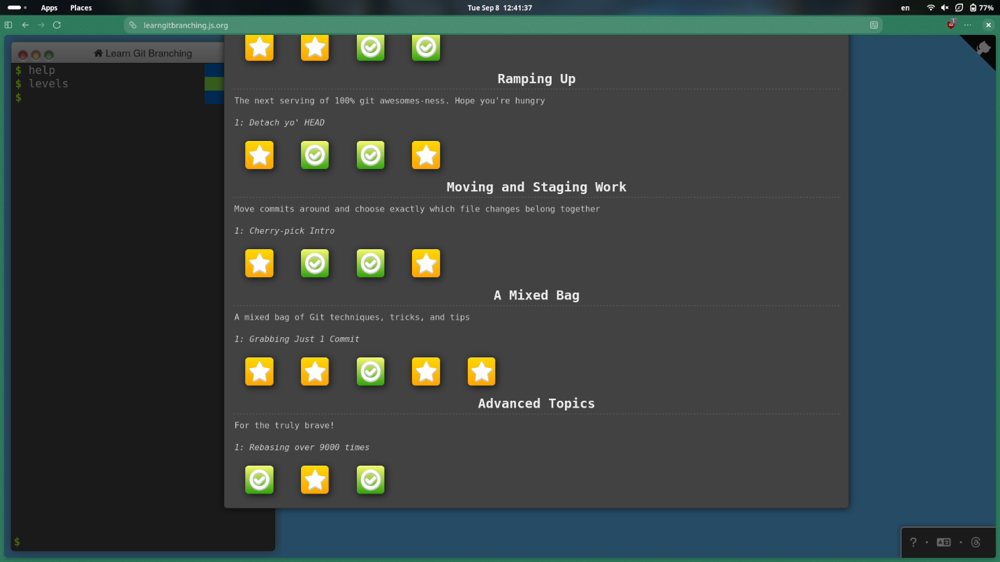 Apps Places Tue Sep 8 12:41:37 en 77%
learngitbranching.js.org 1
Learn Git Branching
$ help
$ levels
$
Ramping Up
The next serving of 100% git awesomes-ness. Hope you're hungry
1: Detach yo' HEAD
Moving and Staging Work
Move commits around and choose exactly which file changes belong together
1: Cherry-pick Intro
A Mixed Bag
A mixed bag of Git techniques, tricks, and tips
1: Grabbing Just 1 Commit
Advanced Topics
For the truly brave!
1: Rebasing over 9000 times
$
?